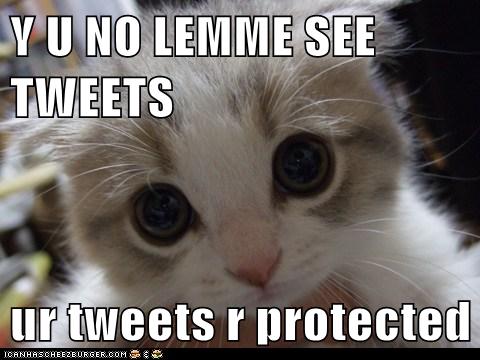 Y U NO LEMME SEE
TWEETS
ur tweets r protected
ICANHASCHEEZBURGER.COM